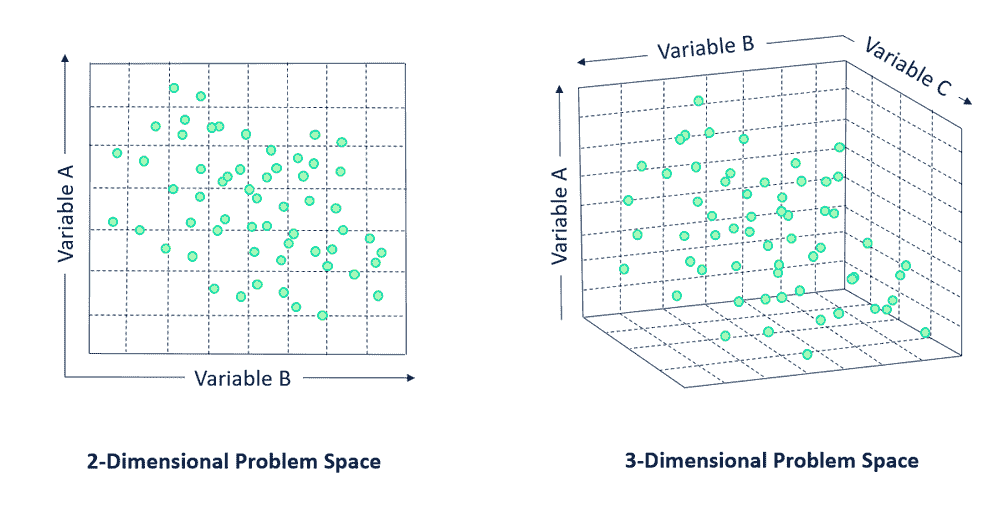 Variable A
Variable B
2-Dimensional Problem Space
Variable B
Variable C
Variable A
3-Dimensional Problem Space